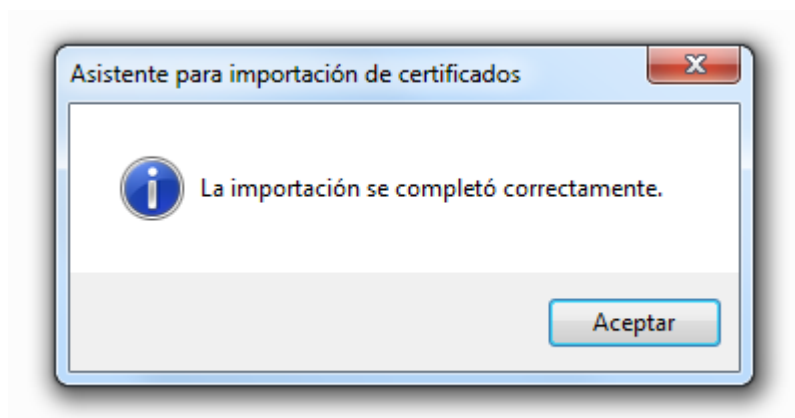 Asistente para importación de certificados
La importación se completó correctamente.
Aceptar